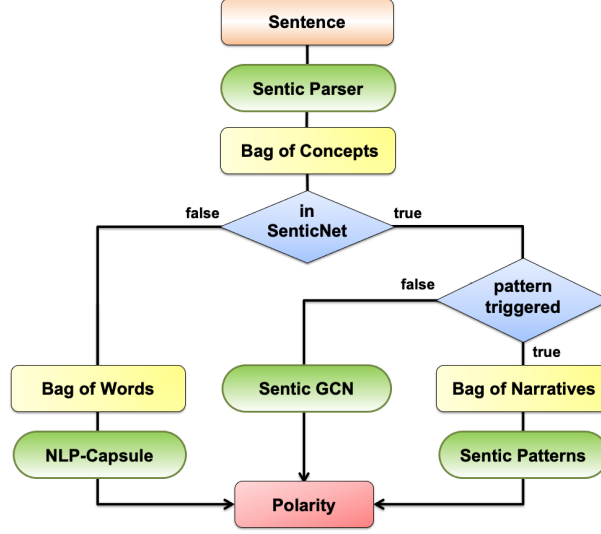 Sentence
Sentic Parser
Bag of Concepts
false
in
SenticNet
true
false
pattern
triggered
true
Bag of Words
Sentic GCN
Bag of Narratives
NLP-Capsule
Sentic Patterns
Polarity